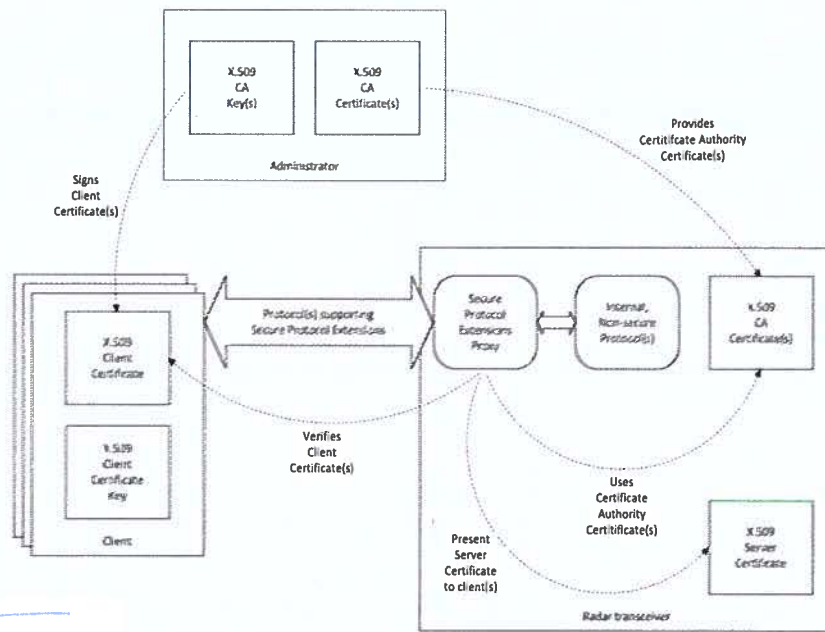 X.509
CA
Key(s)
X.509
CA
Certificate(s)
Administrator
Provides
Certitifcate Authority
Certificate(s)
Signs
Client
Certificate(s)
X.509
Client
Certificate
X.509
Client
Certificate
Key
Client
Protocol(s) supporting
Secure Protocol Extensions
Secure
Protocol
Extensions
Proxy
Internal,
Non-secure
Protocol(s)
X.509
CA
Certificate(s)
Verifies
Client
Certificate(s)
Uses
Certificate
Authority
Certitificate(s)
Present
Server
Certificate
to client(s)
X.509
Server
Certificate
Radar transceiver